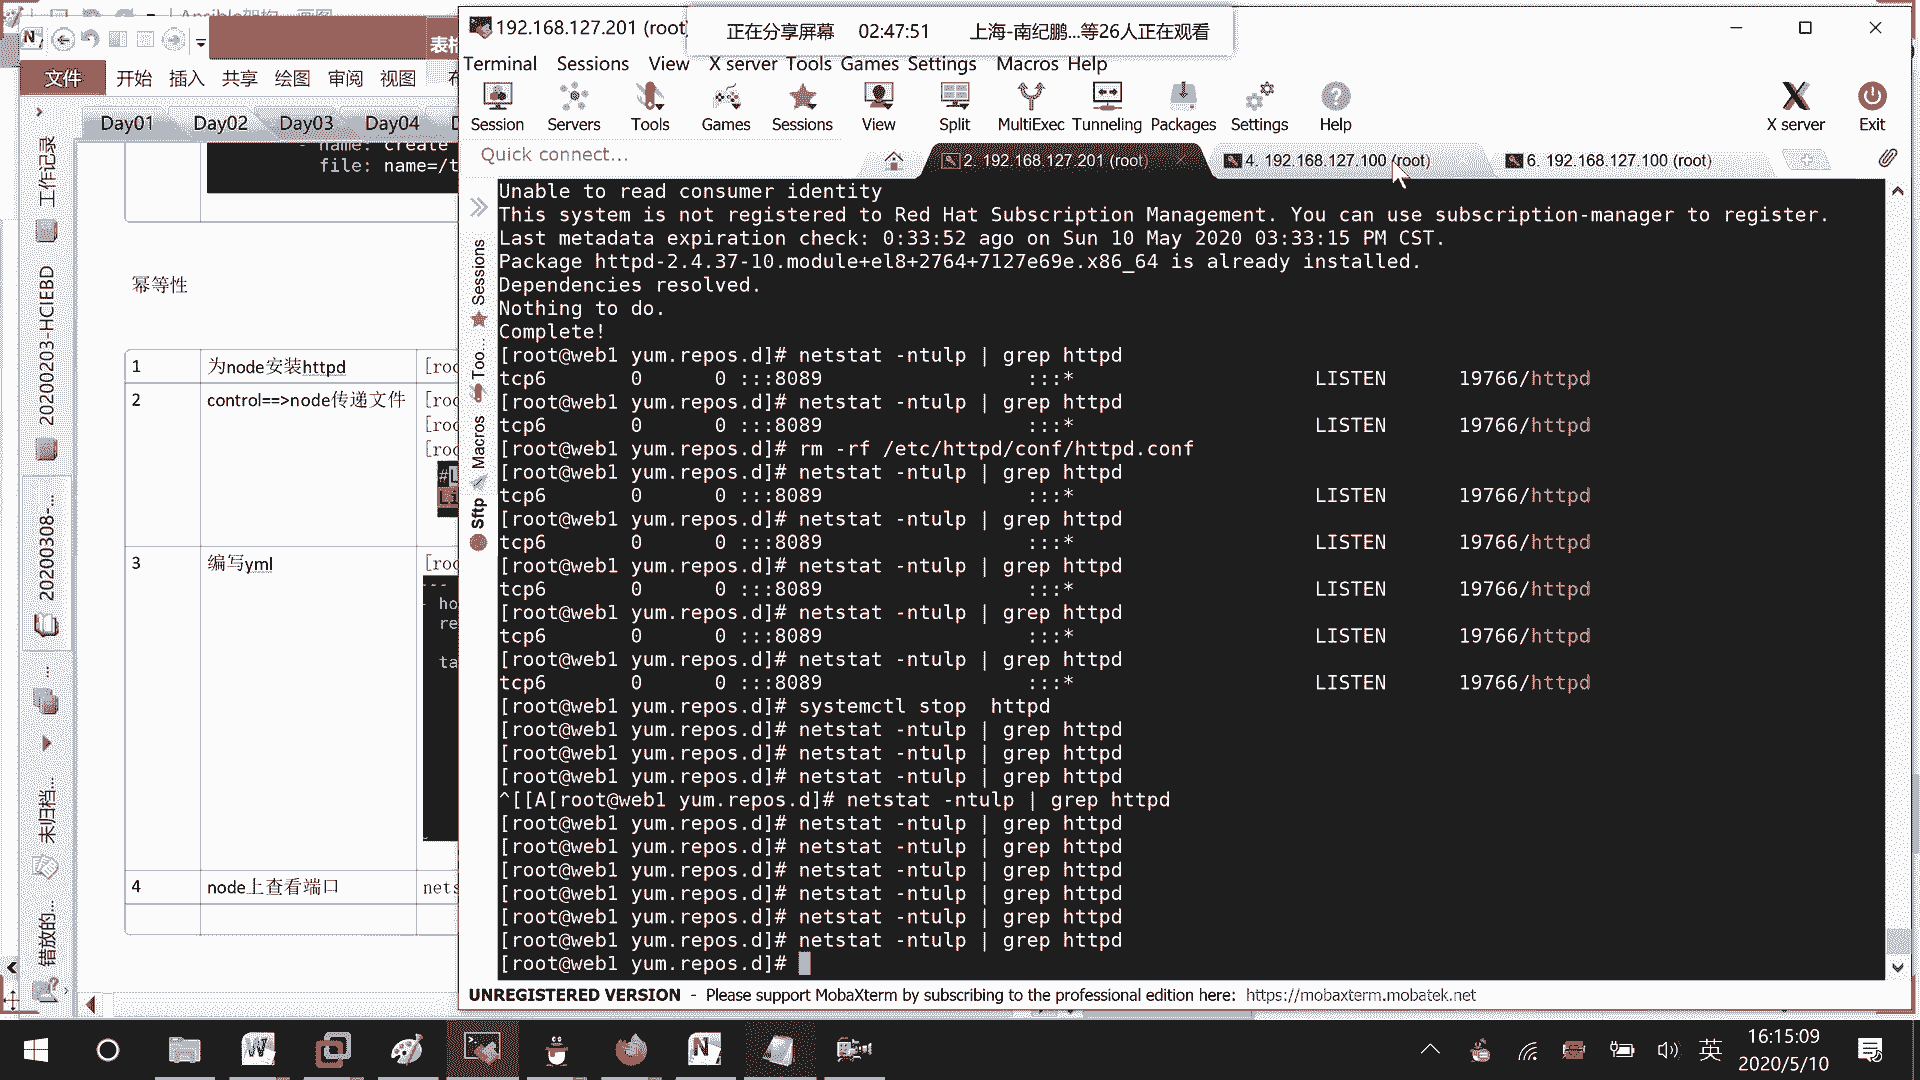 Ansible架构 - 画图
文件
开始
插入
共享
绘图
审阅
视图
Day01
Day02
Day03
Day04
工作记录
20200203-HCIEBD
20200308-...
未归档...
错放的...
- name: create
file: name=/t
幂等性
1
为node安装httpd
[roo
2
control==>node传递文件
[roo
[roo
[roo
3
编写yml
[roo
---
- ho
re
ta
4
node上查看端口
nets
192.168.127.201 (root)
正在分享屏幕
02:47:51
上海-南纪鹏...等26人正在观看
Terminal
Sessions
View
X server
Tools
Games
Settings
Macros
Help
Session
Servers
Tools
Games
Sessions
View
Split
MultiExec
Tunneling
Packages
Settings
Help
X server
Exit
Quick connect...
2. 192.168.127.201 (root)
4. 192.168.127.100 (root)
6. 192.168.127.100 (root)
Sessions
Too...
Macros
Sftp
Unable to read consumer identity
This system is not registered to Red Hat Subscription Management. You can use subscription-manager to register.
Last metadata expiration check: 0:33:52 ago on Sun 10 May 2020 03:33:15 PM CST.
Package httpd-2.4.37-10.module+el8+2764+7127e69e.x86_64 is already installed.
Dependencies resolved.
Nothing to do.
Complete!
[root@web1 yum.repos.d]# netstat -ntulp | grep httpd
tcp6 0 0 :::8089 :::* LISTEN 19766/httpd
[root@web1 yum.repos.d]# netstat -ntulp | grep httpd
tcp6 0 0 :::8089 :::* LISTEN 19766/httpd
[root@web1 yum.repos.d]# rm -rf /etc/httpd/conf/httpd.conf
[root@web1 yum.repos.d]# netstat -ntulp | grep httpd
tcp6 0 0 :::8089 :::* LISTEN 19766/httpd
[root@web1 yum.repos.d]# netstat -ntulp | grep httpd
tcp6 0 0 :::8089 :::* LISTEN 19766/httpd
[root@web1 yum.repos.d]# netstat -ntulp | grep httpd
tcp6 0 0 :::8089 :::* LISTEN 19766/httpd
[root@web1 yum.repos.d]# netstat -ntulp | grep httpd
tcp6 0 0 :::8089 :::* LISTEN 19766/httpd
[root@web1 yum.repos.d]# netstat -ntulp | grep httpd
tcp6 0 0 :::8089 :::* LISTEN 19766/httpd
[root@web1 yum.repos.d]# systemctl stop  httpd
[root@web1 yum.repos.d]# netstat -ntulp | grep httpd
[root@web1 yum.repos.d]# netstat -ntulp | grep httpd
[root@web1 yum.repos.d]# netstat -ntulp | grep httpd
^[[A[root@web1 yum.repos.d]# netstat -ntulp | grep httpd
[root@web1 yum.repos.d]# netstat -ntulp | grep httpd
[root@web1 yum.repos.d]# netstat -ntulp | grep httpd
[root@web1 yum.repos.d]# netstat -ntulp | grep httpd
[root@web1 yum.repos.d]# netstat -ntulp | grep httpd
[root@web1 yum.repos.d]# netstat -ntulp | grep httpd
[root@web1 yum.repos.d]# netstat -ntulp | grep httpd
[root@web1 yum.repos.d]#
UNREGISTERED VERSION - Please support MobaXterm by subscribing to the professional edition here: https://mobaxterm.mobatek.net
英
16:15:09
2020/5/10